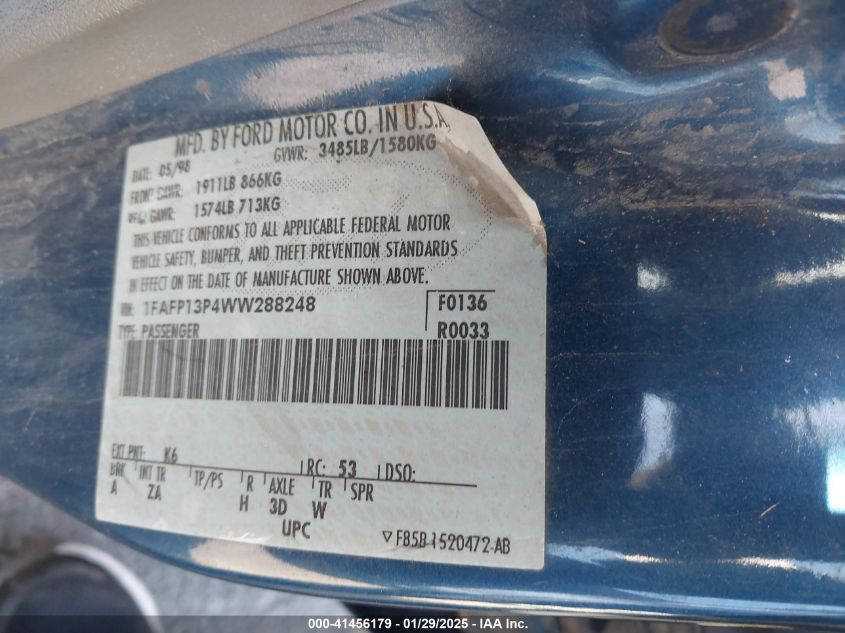 MFD. BY FORD MOTOR CO. IN U.S.A.
DATE: 05/98 GVWR: 3485LB/1580KG
FRONT GAWR: 1911LB 866KG
REAR GAWR: 1574LB 713KG
THIS VEHICLE CONFORMS TO ALL APPLICABLE FEDERAL MOTOR
VEHICLE SAFETY, BUMPER, AND THEFT PREVENTION STANDARDS
IN EFFECT ON THE DATE OF MANUFACTURE SHOWN ABOVE.
VIN: 1FAFP13P4WW288248 F0136
TYPE: PASSENGER R0033
EXT PNT: K6 RC: 53 DSO:
BRK INT TR TP/PS R AXLE TR SPR
A ZA H 3D W
UPC ▽ F85B-1520472-AB
000-41456179 - 01/29/2025 - IAA Inc.